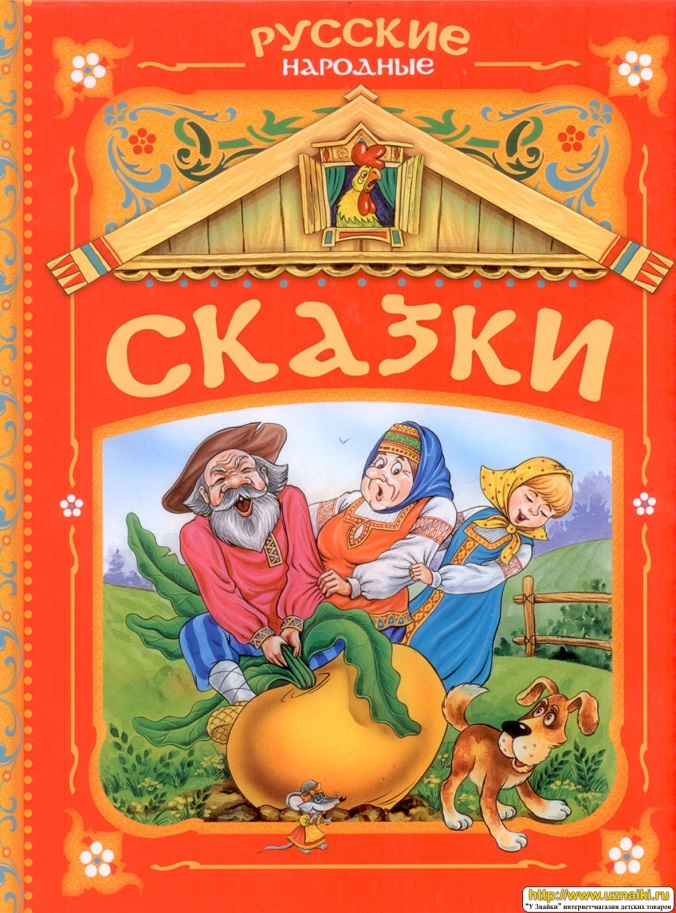 РУССКИЕ
НАРОДНЫЕ
СКАЗКИ
http://www.uznaiki.ru
"У Знайки" интернет-магазин детских товаров